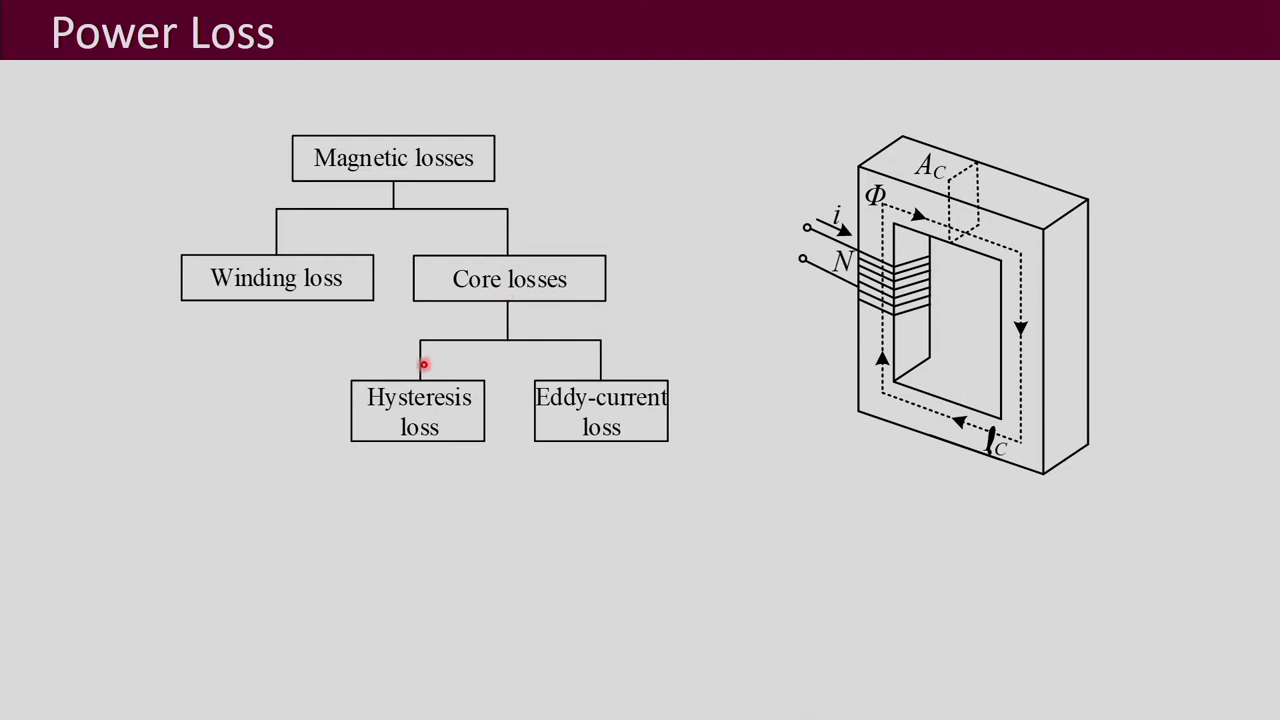 Power Loss
Magnetic losses
Winding loss
Core losses
Hysteresis
loss
Eddy-current
loss
A_C
Φ
i
N
l_C